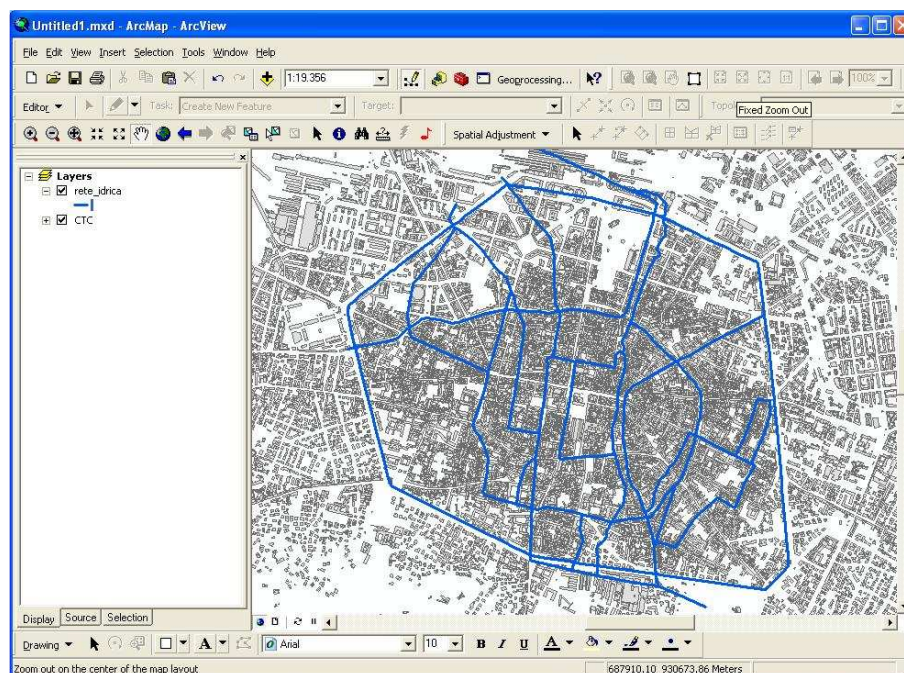 Untitled1.mxd - ArcMap - ArcView
File Edit View Insert Selection Tools Window Help
1:19.356 Geoprocessing... 100%
Editor Task: Create New Feature Target: Topol
Fixed Zoom Out
Spatial Adjustment
Layers
rete_idrica
CTC
Display Source Selection
Drawing A Arial 10 B I U A
Zoom out on the center of the map layout 687910.10 930673.86 Meters